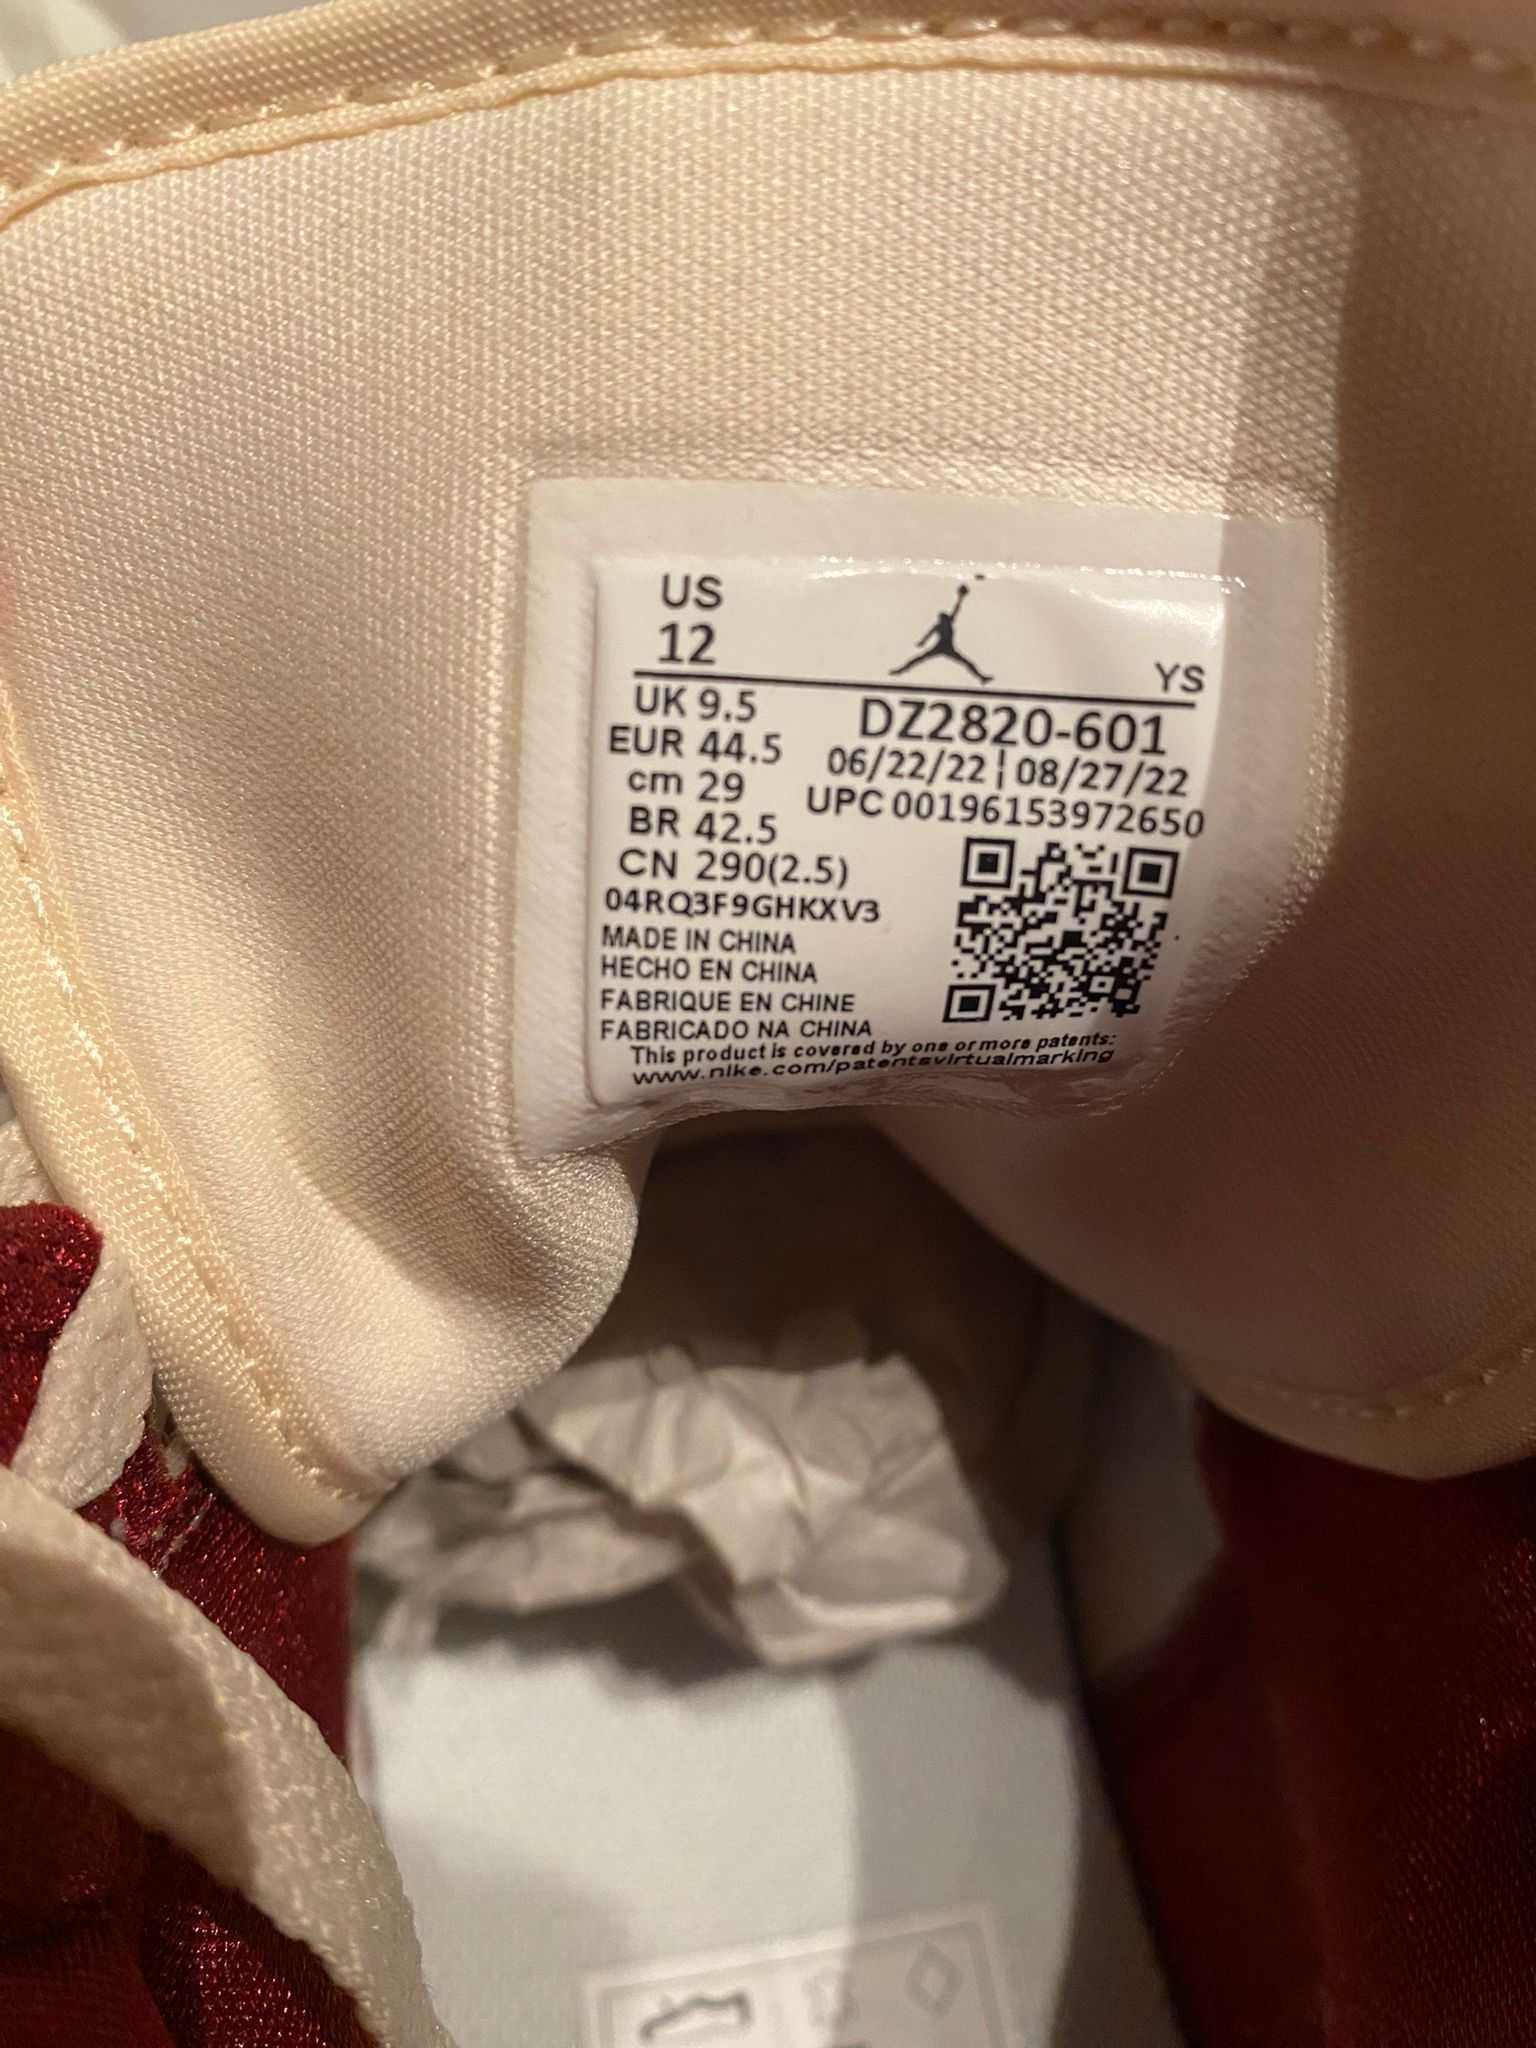 US
12
YS
UK 9.5
EUR 44.5
cm 29
BR 42.5
CN 290(2.5)
DZ2820-601
06/22/22 ¦ 08/27/22
UPC 00196153972650
04RQ3F9GHKXV3
MADE IN CHINA
HECHO EN CHINA
FABRIQUE EN CHINE
FABRICADO NA CHINA
This product is covered by one or more patents:
www.nike.com/patentsvirtualmarking